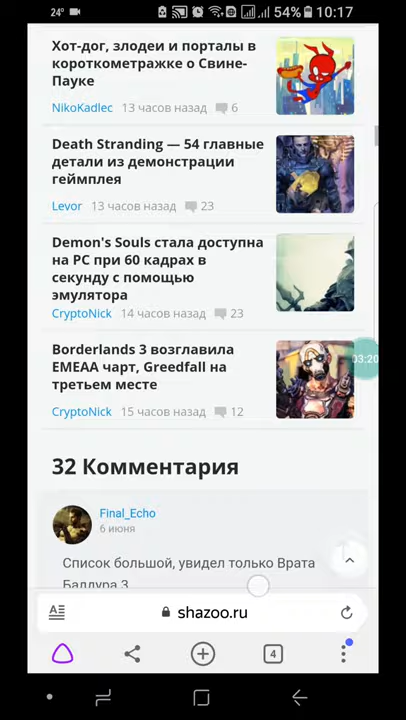 24°
54% 10:17
Хот-дог, злодеи и порталы в
короткометражке о Свине-
Пауке
NikoKadlec 13 часов назад 6
Death Stranding — 54 главные
детали из демонстрации
геймплея
Levor 13 часов назад 23
Demon's Souls стала доступна
на PC при 60 кадрах в
секунду с помощью
эмулятора
CryptoNick 14 часов назад 23
Borderlands 3 возглавила
EMEAA чарт, Greedfall на
третьем месте
CryptoNick 15 часов назад 12
03:20
32 Комментария
Final_Echo
6 июня
Список большой, увидел только Врата
Балдура 3
shazoo.ru
4